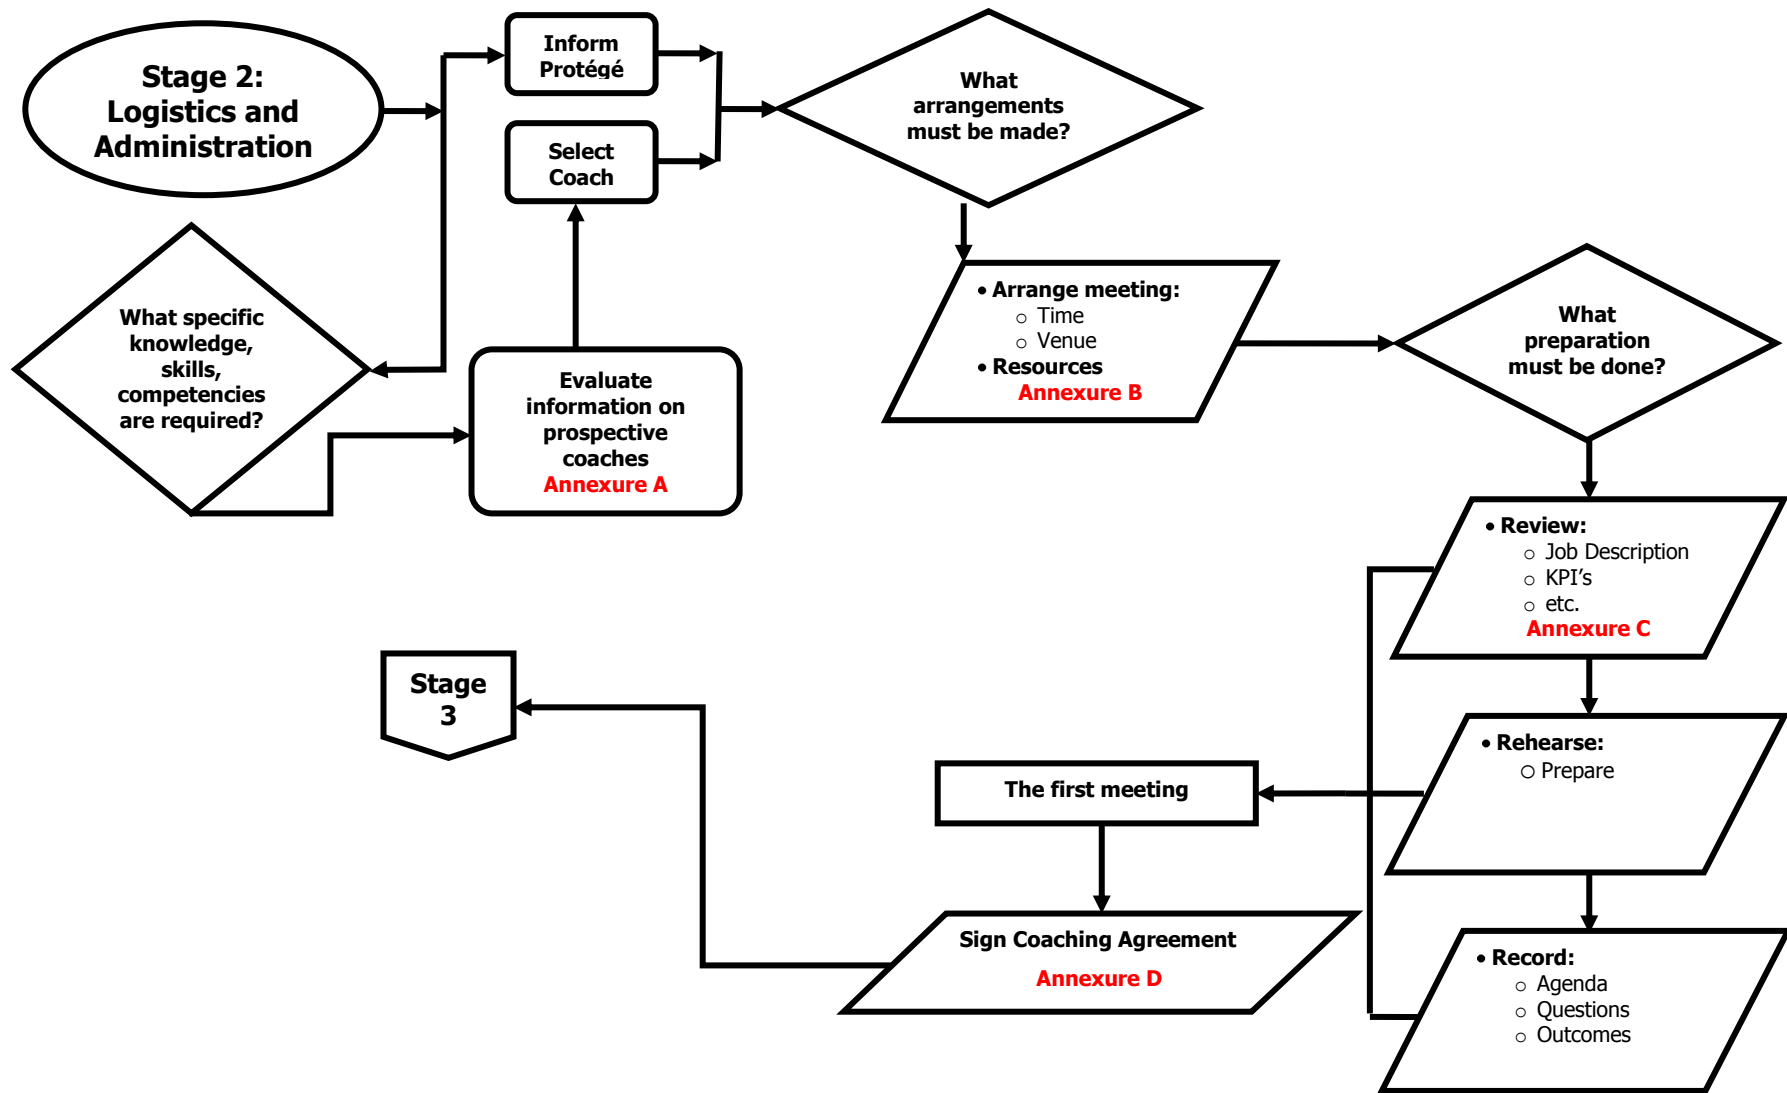 Stage 2:
Logistics and
Administration
Inform
Protégé
Select
Coach
What
arrangements
must be made?
What specific
knowledge,
skills,
competencies
are required?
Evaluate
information on
prospective
coaches
Annexure A
• Arrange meeting:
○ Time
○ Venue
• Resources
Annexure B
What
preparation
must be done?
• Review:
○ Job Description
○ KPI’s
○ etc.
Annexure C
• Rehearse:
○ Prepare
• Record:
○ Agenda
○ Questions
○ Outcomes
The first meeting
Sign Coaching Agreement
Annexure D
Stage
3